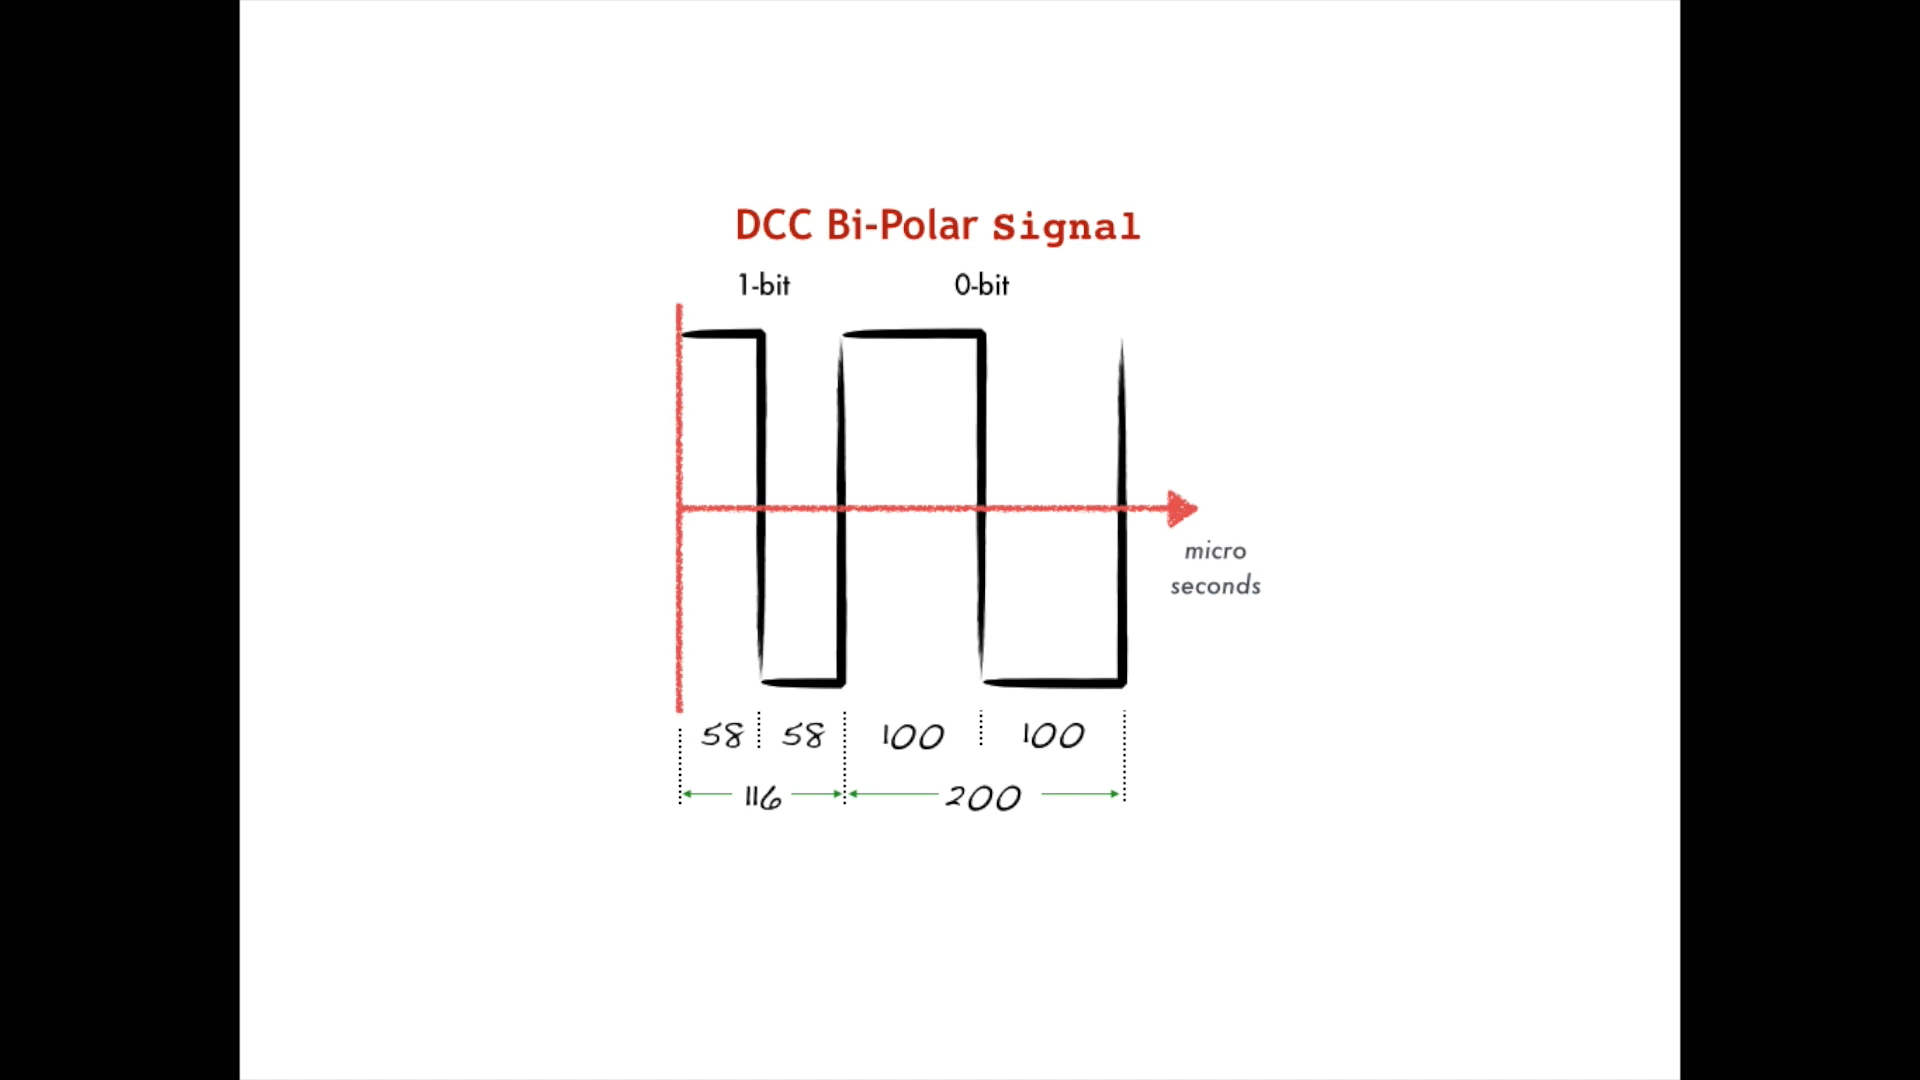 DCC Bi-Polar Signal
1-bit 0-bit
micro
seconds
58 58 100 100
116 200